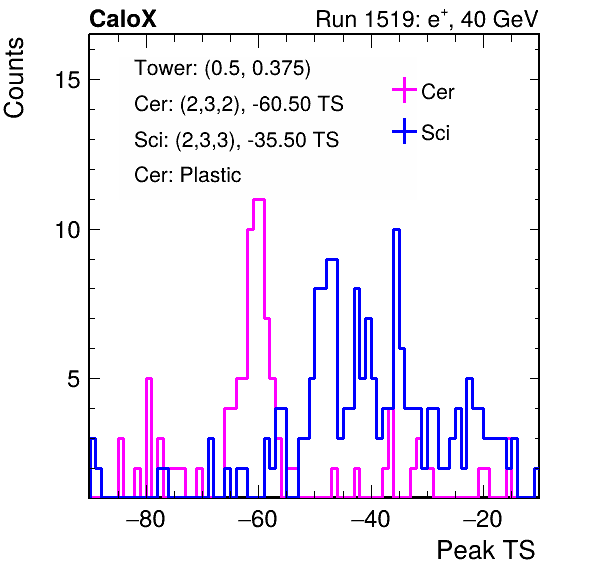 CaloX Run 1519: e⁺, 40 GeV
Counts
Tower: (0.5, 0.375)
Cer: (2,3,2), -60.50 TS
Sci: (2,3,3), -35.50 TS
Cer: Plastic
Cer
Sci
15
10
5
−80 −60 −40 −20
Peak TS